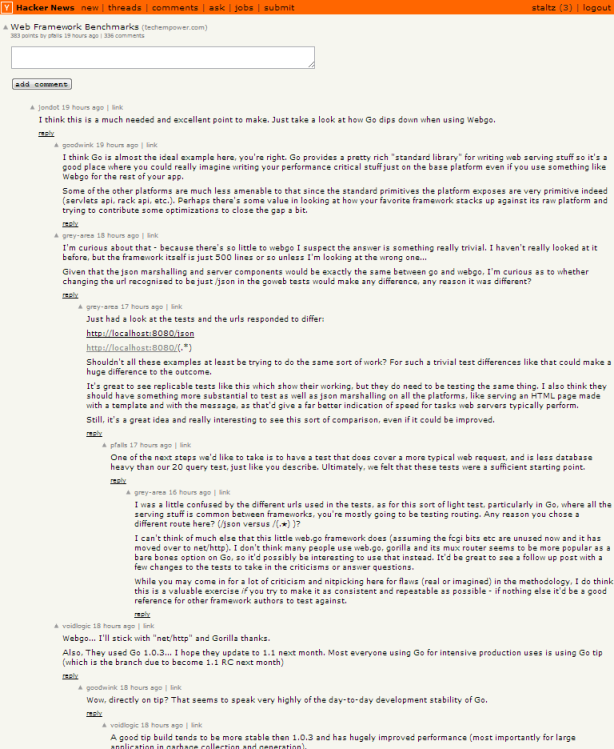 Y Hacker News new | threads | comments | ask | jobs | submit staltz (3) | logout
Web Framework Benchmarks (techempower.com)
383 points by pfalls 19 hours ago | 336 comments
add comment
jondot 19 hours ago | link
I think this is a much needed and excellent point to make. Just take a look at how Go dips down when using Webgo.
reply
goodwink 19 hours ago | link
I think Go is almost the ideal example here, you're right. Go provides a pretty rich "standard library" for writing web serving stuff so it's a
good place where you could really imagine writing your performance critical stuff just on the base platform even if you use something like
Webgo for the rest of your app.
Some of the other platforms are much less amenable to that since the standard primitives the platform exposes are very primitive indeed
(servlets api, rack api, etc.). Perhaps there's some value in looking at how your favorite framework stacks up against its raw platform and
trying to contribute some optimizations to close the gap a bit.
reply
grey-area 18 hours ago | link
I'm curious about that - because there's so little to webgo I suspect the answer is something really trivial. I haven't really looked at it
before, but the framework itself is just 500 lines or so unless I'm looking at the wrong one...
Given that the json marshalling and server components would be exactly the same between go and webgo, I'm curious as to whether
changing the url recognised to be just /json in the goweb tests would make any difference, any reason it was different?
reply
grey-area 17 hours ago | link
Just had a look at the tests and the urls responded to differ:
http://localhost:8080/json
http://localhost:8080/(.*)
Shouldn't all these examples at least be trying to do the same sort of work? For such a trivial test differences like that could make a
huge difference to the outcome.
It's great to see replicable tests like this which show their working, but they do need to be testing the same thing. I also think they
should have something more substantial to test as well as json marshalling on all the platforms, like serving an HTML page made
with a template and with the message, as that'd give a far better indication of speed for tasks web servers typically perform.
Still, it's a great idea and really interesting to see this sort of comparison, even if it could be improved.
reply
pfalls 17 hours ago | link
One of the next steps we'd like to take is to have a test that does cover a more typical web request, and is less database
heavy than our 20 query test, just like you describe. Ultimately, we felt that these tests were a sufficient starting point.
reply
grey-area 16 hours ago | link
I was a little confused by the different urls used in the tests, as for this sort of light test, particularly in Go, where all the
serving stuff is common between frameworks, you're mostly going to be testing routing. Any reason you chose a
different route here? (/json versus /(.★) )?
I can't think of much else that this little web.go framework does (assuming the fcgi bits etc are unused now and it has
moved over to net/http). I don't think many people use web.go, gorilla and its mux router seems to be more popular as a
bare bones option on Go, so it'd possibly be interesting to use that instead. It'd be great to see a follow up post with a
few changes to the tests to take in the criticisms or answer questions.
While you may come in for a lot of criticism and nitpicking here for flaws (real or imagined) in the methodology, I do think
this is a valuable exercise if you try to make it as consistent and repeatable as possible - if nothing else it'd be a good
reference for other framework authors to test against.
reply
voidlogic 18 hours ago | link
Webgo... I'll stick with "net/http" and Gorilla thanks.
Also, They used Go 1.0.3... I hope they update to 1.1 next month. Most everyone using Go for intensive production uses is using Go tip
(which is the branch due to become 1.1 RC next month)
reply
goodwink 18 hours ago | link
Wow, directly on tip? That seems to speak very highly of the day-to-day development stability of Go.
reply
voidlogic 18 hours ago | link
A good tip build tends to be more stable then 1.0.3 and has hugely improved performance (most importantly for large
application in garbage collection and generation).